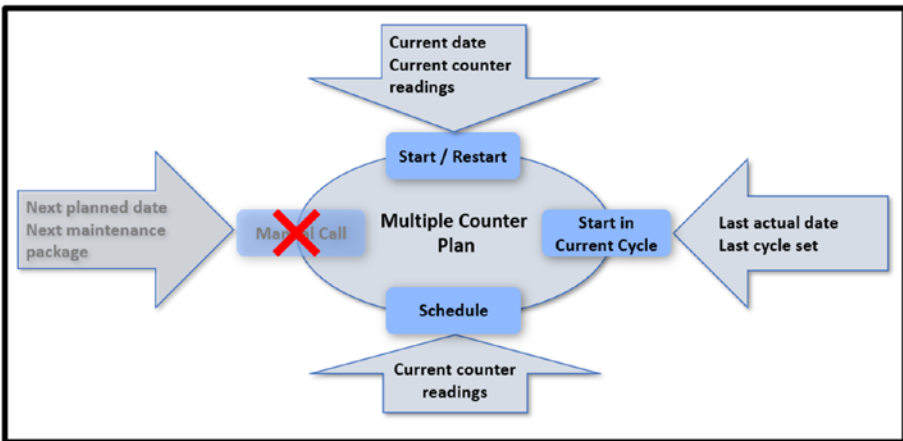 Current date
Current counter
readings
Start / Restart
Next planned date
Next maintenance
package
Manual Call
Multiple Counter
Plan
Start in
Current Cycle
Last actual date
Last cycle set
Schedule
Current counter
readings